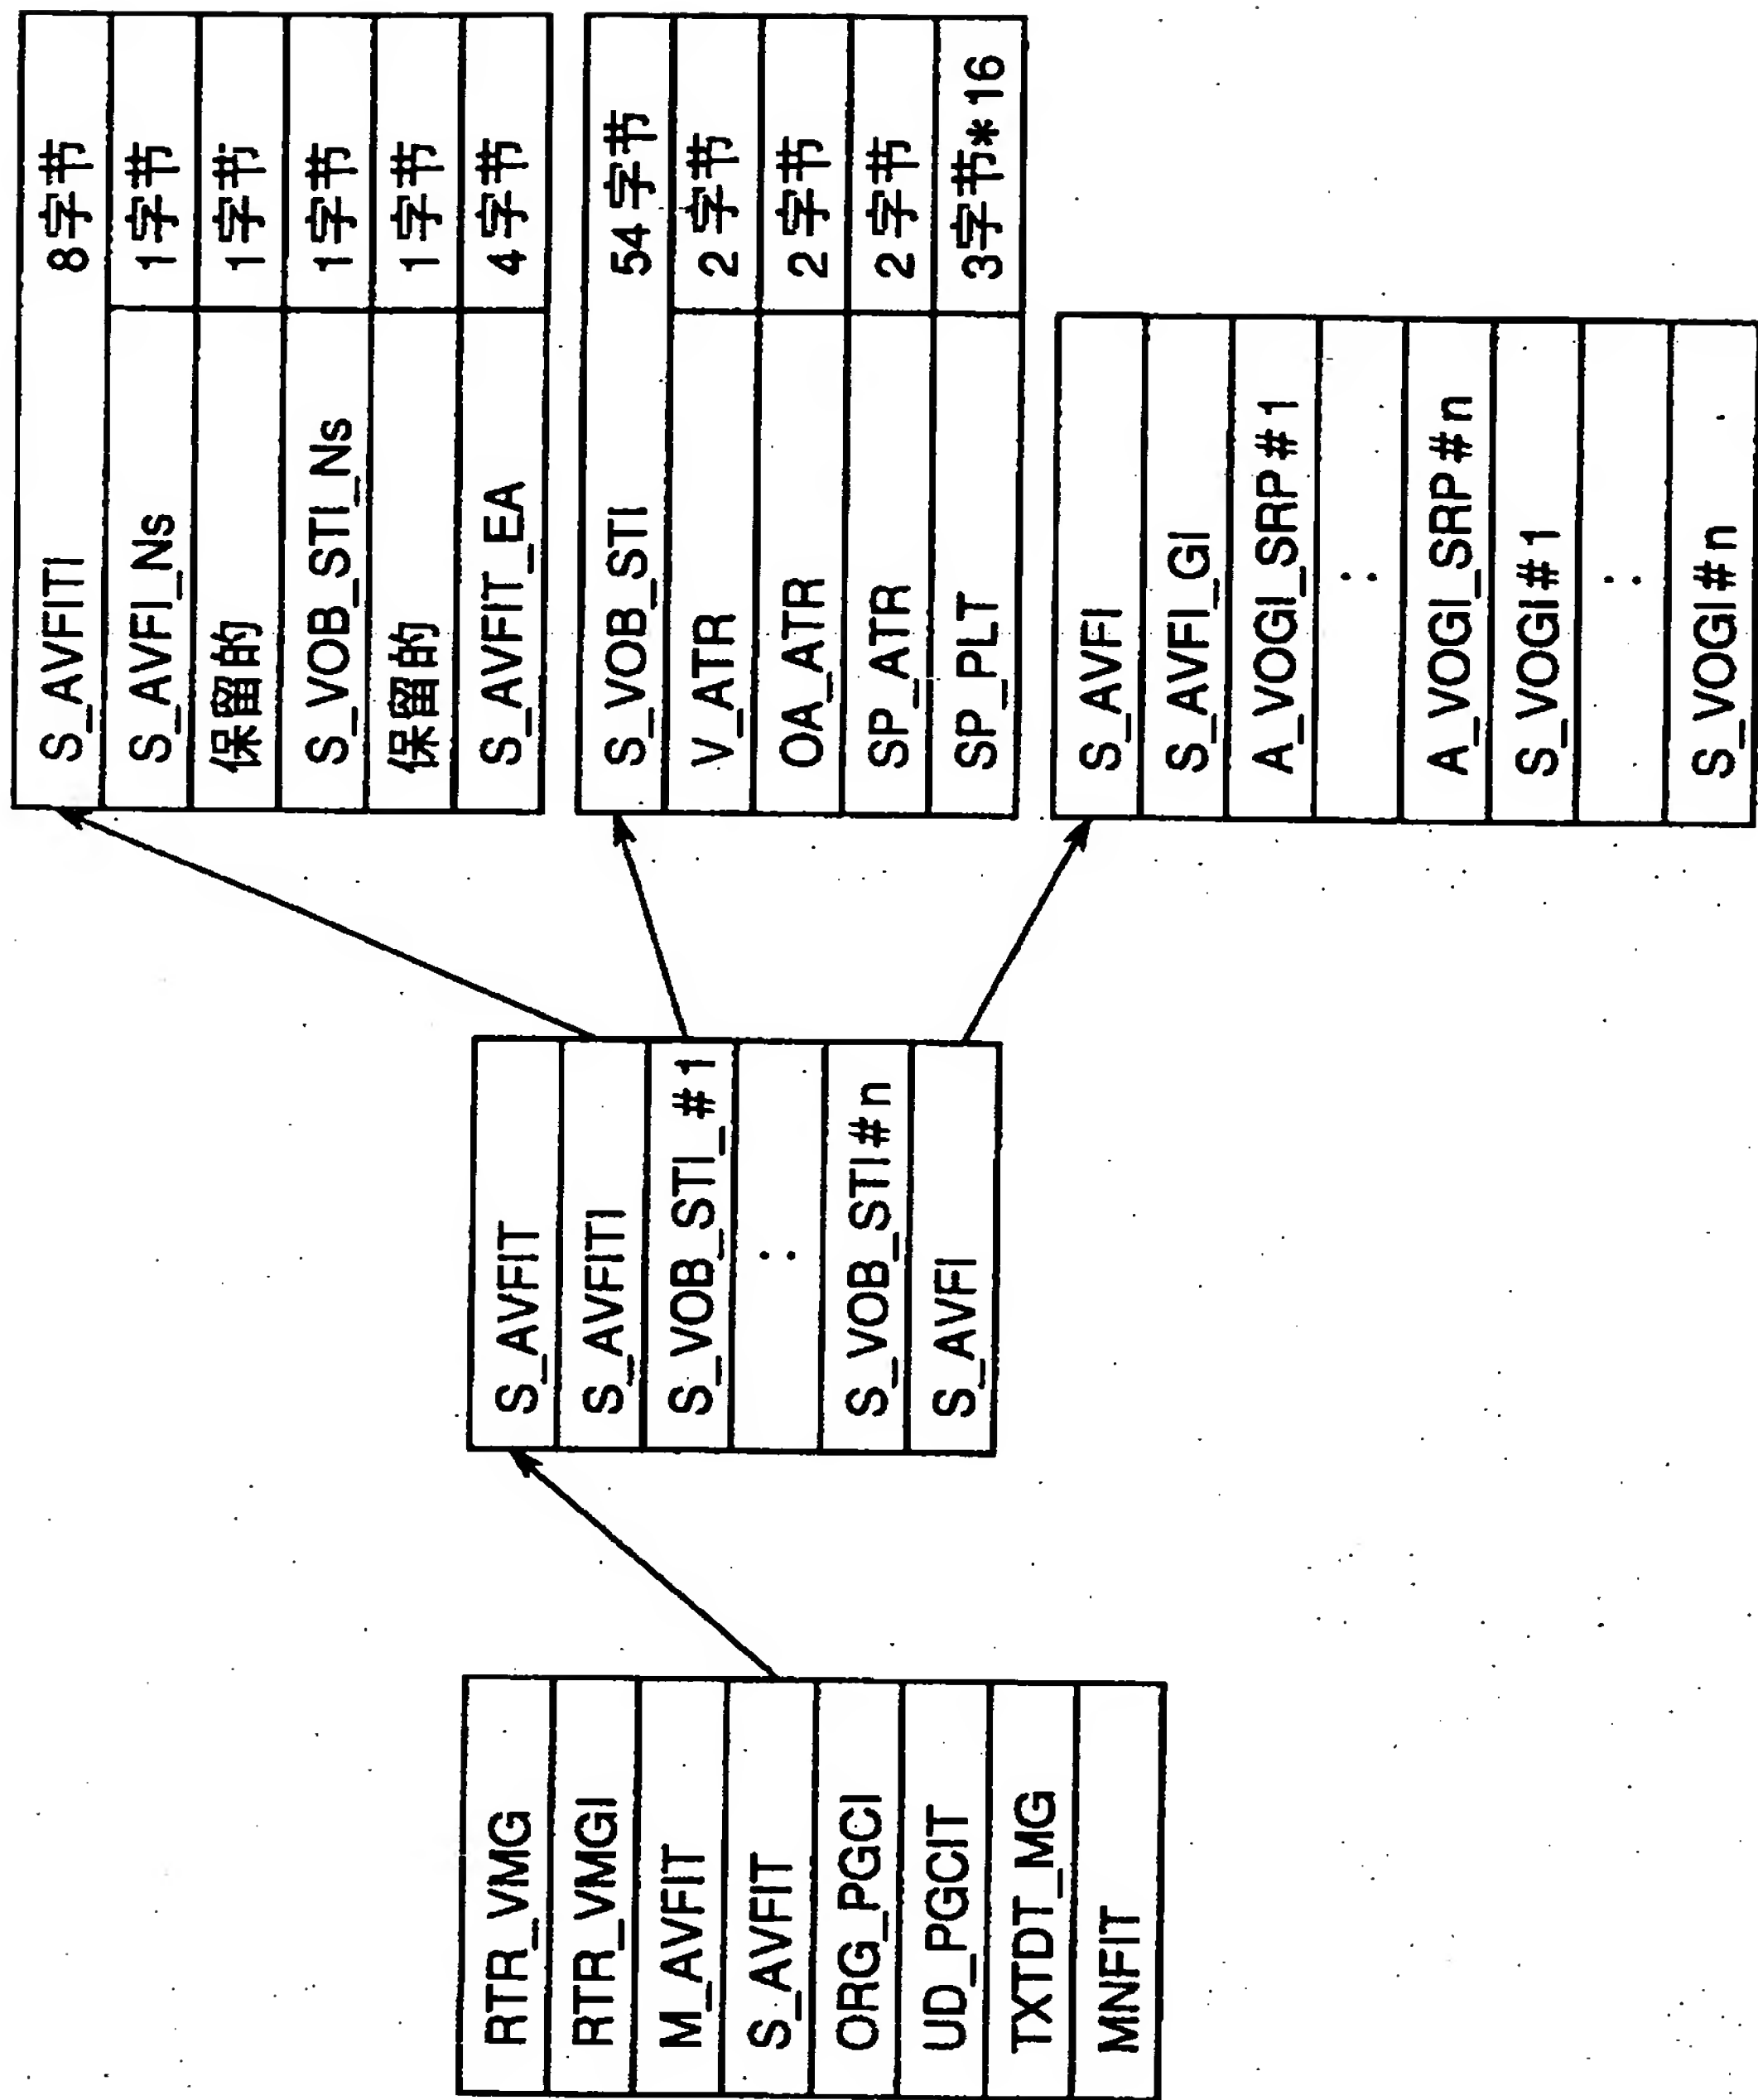 RTR_VMG
RTR_VMGI
M_AVFIT
S_AVFIT
ORG_PGCI
UD_PGCIT
TXTDT_MG
MNFIT
S_AVFIT
S_AVFITI
S_VOB_STI_#1
:
S_VOB_STI#n
S_AVFI
S_AVFITI 8字节
S_AVFI_Ns 1字节
保留的 1字节
S_VOB_STI_Ns 1字节
保留的 1字节
S_AVFIT_EA 4字节
S_VOB_STI 54字节
V_ATR 2字节
OA_ATR 2字节
SP_ATR 2字节
SP_PLT 3字节*16
S_AVFI
S_AVFI_GI
A_VOGI_SRP#1
:
A_VOGI_SRP#n
S_VOGI#1
:
S_VOGI#n